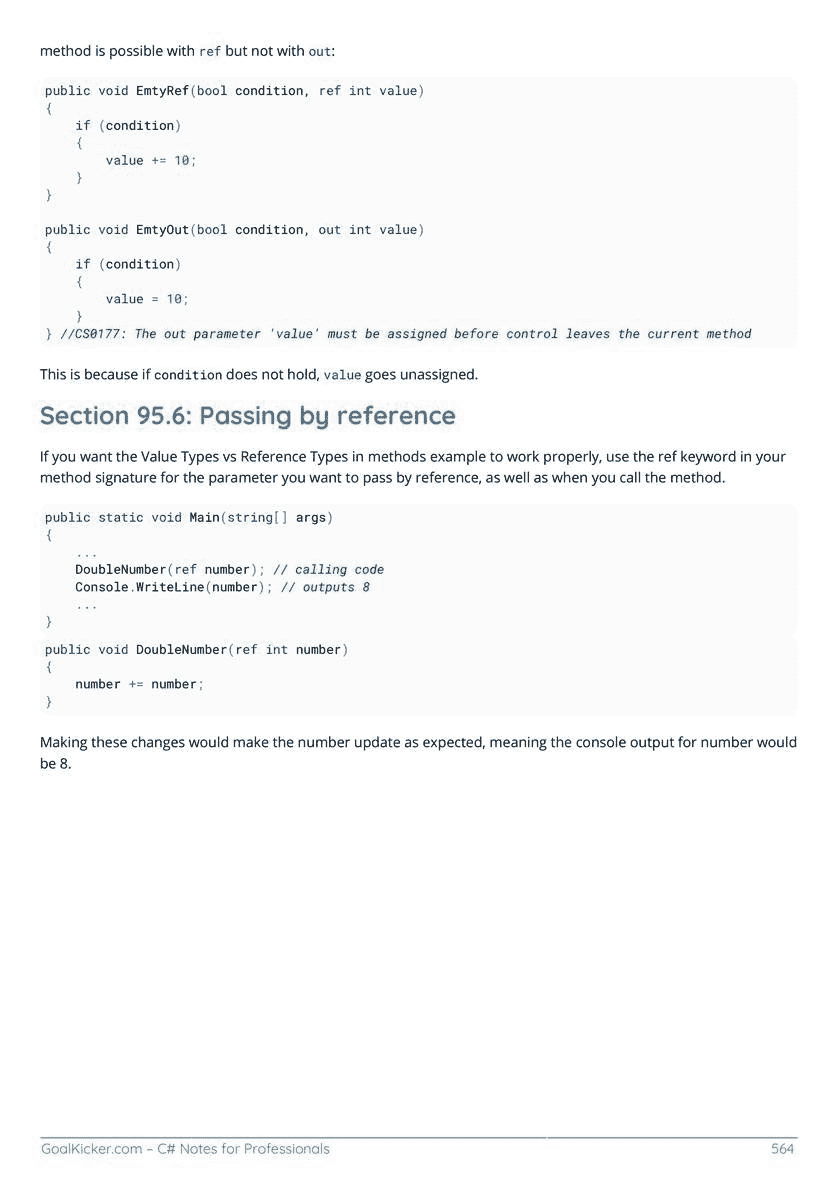 method is possible with ref but not with out:
public void EmtyRef(bool condition, ref int value)
{
    if (condition)
    {
        value += 10;
    }
}
public void EmtyOut(bool condition, out int value)
{
    if (condition)
    {
        value = 10;
    }
} //CS0177: The out parameter 'value' must be assigned before control leaves the current method
This is because if condition does not hold, value goes unassigned.
Section 95.6: Passing by reference
If you want the Value Types vs Reference Types in methods example to work properly, use the ref keyword in your
method signature for the parameter you want to pass by reference, as well as when you call the method.
public static void Main(string[] args)
{
    ...
    DoubleNumber(ref number); // calling code
    Console.WriteLine(number); // outputs 8
    ...
}
public void DoubleNumber(ref int number)
{
    number += number;
}
Making these changes would make the number update as expected, meaning the console output for number would
be 8.
GoalKicker.com – C# Notes for Professionals 564